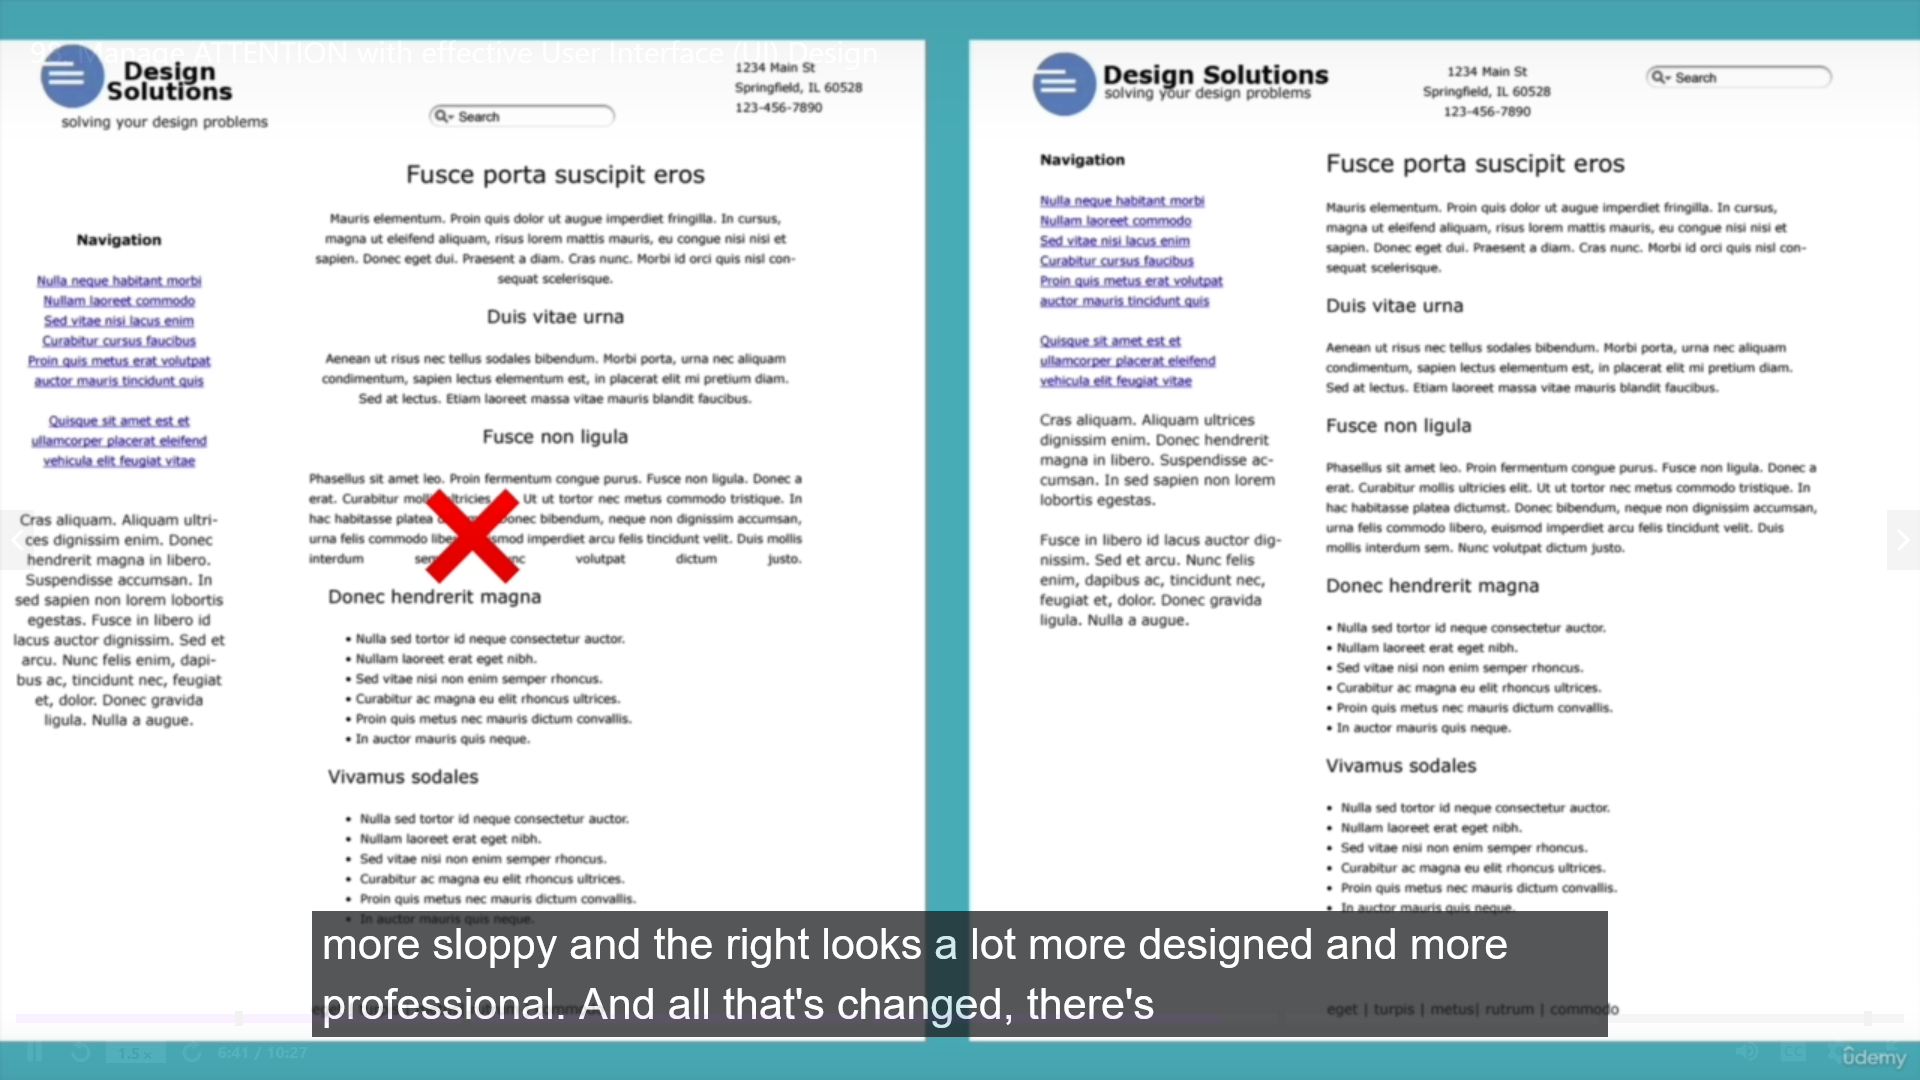 Manage ATTENTION with effective User Interface (UI) Design
Design
Solutions
solving your design problems
Search
1234 Main St
Springfield, IL 60528
123-456-7890
Navigation
Nulla neque habitant morbi
Nullam laoreet commodo
Sed vitae nisi lacus enim
Curabitur cursus faucibus
Proin quis metus erat volutpat
auctor mauris tincidunt quis
Quisque sit amet est et
ullamcorper placerat eleifend
vehicula elit feugiat vitae
Cras aliquam. Aliquam ultri-
ces dignissim enim. Donec
hendrerit magna in libero.
Suspendisse accumsan. In
sed sapien non lorem lobortis
egestas. Fusce in libero id
lacus auctor dignissim. Sed et
arcu. Nunc felis enim, dapi-
bus ac, tincidunt nec, feugiat
et, dolor. Donec gravida
ligula. Nulla a augue.
Fusce porta suscipit eros
Mauris elementum. Proin quis dolor ut augue imperdiet fringilla. In cursus,
magna ut eleifend aliquam, risus lorem mattis mauris, eu congue nisi nisi et
sapien. Donec eget dui. Praesent a diam. Cras nunc. Morbi id orci quis nisl con-
sequat scelerisque.
Duis vitae urna
Aenean ut risus nec tellus sodales bibendum. Morbi porta, urna nec aliquam
condimentum, sapien lectus elementum est, in placerat elit mi pretium diam.
Sed at lectus. Etiam laoreet massa vitae mauris blandit faucibus.
Fusce non ligula
Phasellus sit amet leo. Proin fermentum congue purus. Fusce non ligula. Donec a
erat. Curabitur Ut ut tortor nec metus commodo tristique. In
hac habitasse platea bibendum, neque non dignissim accumsan,
urna felis commodo imperdiet arcu felis tincidunt velit. Duis mollis
interdum volutpat dictum justo.
Donec hendrerit magna
• Nulla sed tortor id neque consectetur auctor.
• Nullam laoreet erat eget nibh.
• Sed vitae nisi non enim semper rhoncus.
• Curabitur ac magna eu elit rhoncus ultrices.
• Proin quis metus nec mauris dictum convallis.
• In auctor mauris quis neque.
Vivamus sodales
• Nulla sed tortor id neque consectetur auctor.
• Nullam laoreet erat eget nibh.
• Sed vitae nisi non enim semper rhoncus.
• Curabitur ac magna eu elit rhoncus ultrices.
• Proin quis metus nec mauris dictum convallis.
• In auctor mauris quis neque.
Design Solutions
solving your design problems
1234 Main St
Springfield, IL 60528
123-456-7890
Search
Navigation
Nulla neque habitant morbi
Nullam laoreet commodo
Sed vitae nisi lacus enim
Curabitur cursus faucibus
Proin quis metus erat volutpat
auctor mauris tincidunt quis
Quisque sit amet est et
ullamcorper placerat eleifend
vehicula elit feugiat vitae
Cras aliquam. Aliquam ultrices
dignissim enim. Donec hendrerit
magna in libero. Suspendisse ac-
cumsan. In sed sapien non lorem
lobortis egestas.
Fusce in libero id lacus auctor dig-
nissim. Sed et arcu. Nunc felis
enim, dapibus ac, tincidunt nec,
feugiat et, dolor. Donec gravida
ligula. Nulla a augue.
Fusce porta suscipit eros
Mauris elementum. Proin quis dolor ut augue imperdiet fringilla. In cursus,
magna ut eleifend aliquam, risus lorem mattis mauris, eu congue nisi nisi et
sapien. Donec eget dui. Praesent a diam. Cras nunc. Morbi id orci quis nisl con-
sequat scelerisque.
Duis vitae urna
Aenean ut risus nec tellus sodales bibendum. Morbi porta, urna nec aliquam
condimentum, sapien lectus elementum est, in placerat elit mi pretium diam.
Sed at lectus. Etiam laoreet massa vitae mauris blandit faucibus.
Fusce non ligula
Phasellus sit amet leo. Proin fermentum congue purus. Fusce non ligula. Donec a
erat. Curabitur mollis ultricies elit. Ut ut tortor nec metus commodo tristique. In
hac habitasse platea dictumst. Donec bibendum, neque non dignissim accumsan,
urna felis commodo libero, euismod imperdiet arcu felis tincidunt velit. Duis
mollis interdum sem. Nunc volutpat dictum justo.
Donec hendrerit magna
• Nulla sed tortor id neque consectetur auctor.
• Nullam laoreet erat eget nibh.
• Sed vitae nisi non enim semper rhoncus.
• Curabitur ac magna eu elit rhoncus ultrices.
• Proin quis metus nec mauris dictum convallis.
• In auctor mauris quis neque.
Vivamus sodales
• Nulla sed tortor id neque consectetur auctor.
• Nullam laoreet erat eget nibh.
• Sed vitae nisi non enim semper rhoncus.
• Curabitur ac magna eu elit rhoncus ultrices.
• Proin quis metus nec mauris dictum convallis.
• In auctor mauris quis neque.
eget | turpis | metus| rutrum | commodo
more sloppy and the right looks a lot more designed and more
professional. And all that's changed, there's
1.5 x
6:41 / 10:27
ûdemy